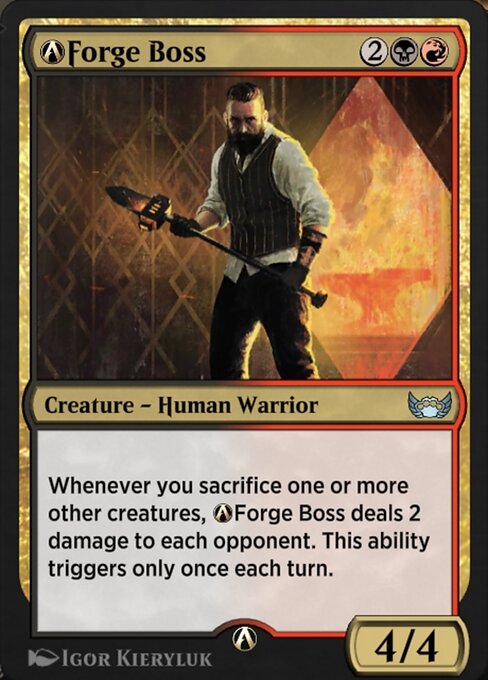 Forge Boss 2
Creature – Human Warrior
Whenever you sacrifice one or more
other creatures, Forge Boss deals 2
damage to each opponent. This ability
triggers only once each turn.
4/4
Igor Kieryluk